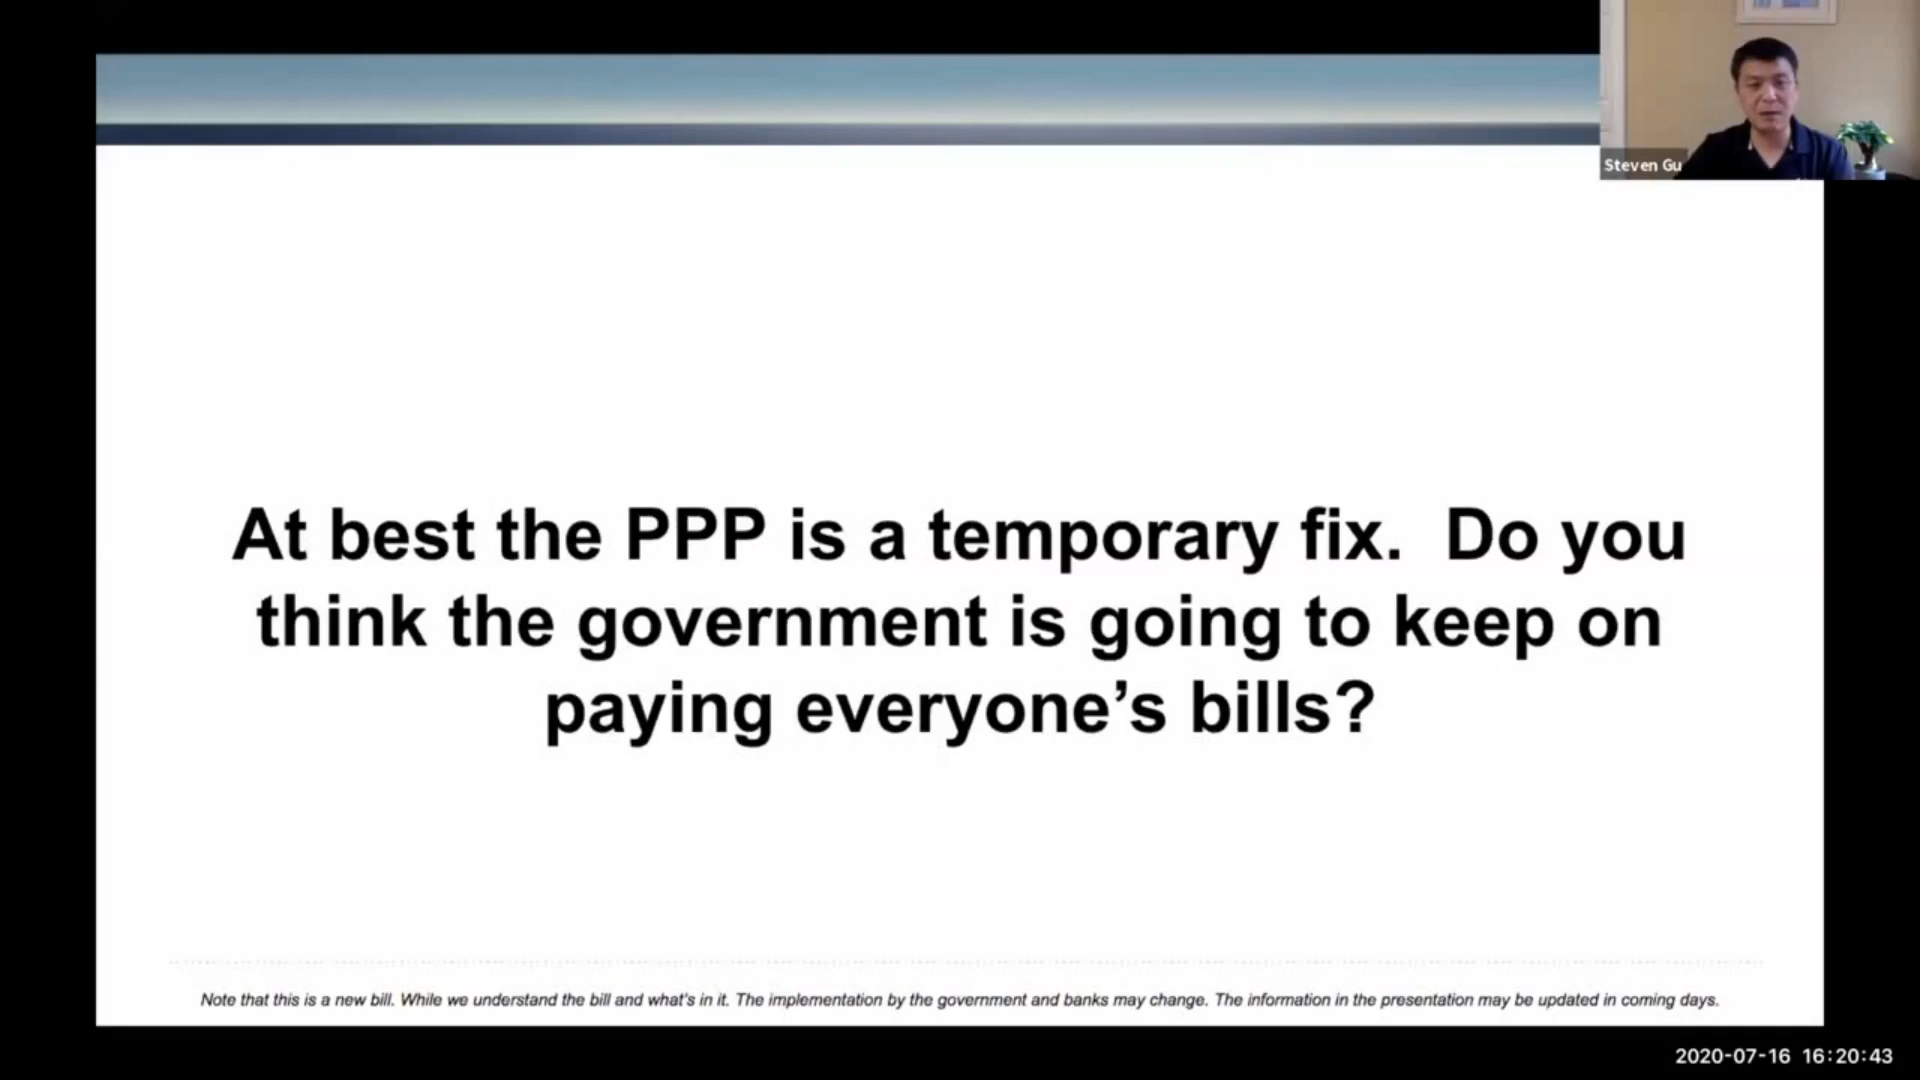 Steven Gu
At best the PPP is a temporary fix.  Do you
think the government is going to keep on
paying everyone’s bills?
Note that this is a new bill. While we understand the bill and what's in it. The implementation by the government and banks may change. The information in the presentation may be updated in coming days.
2020-07-16 16:20:43